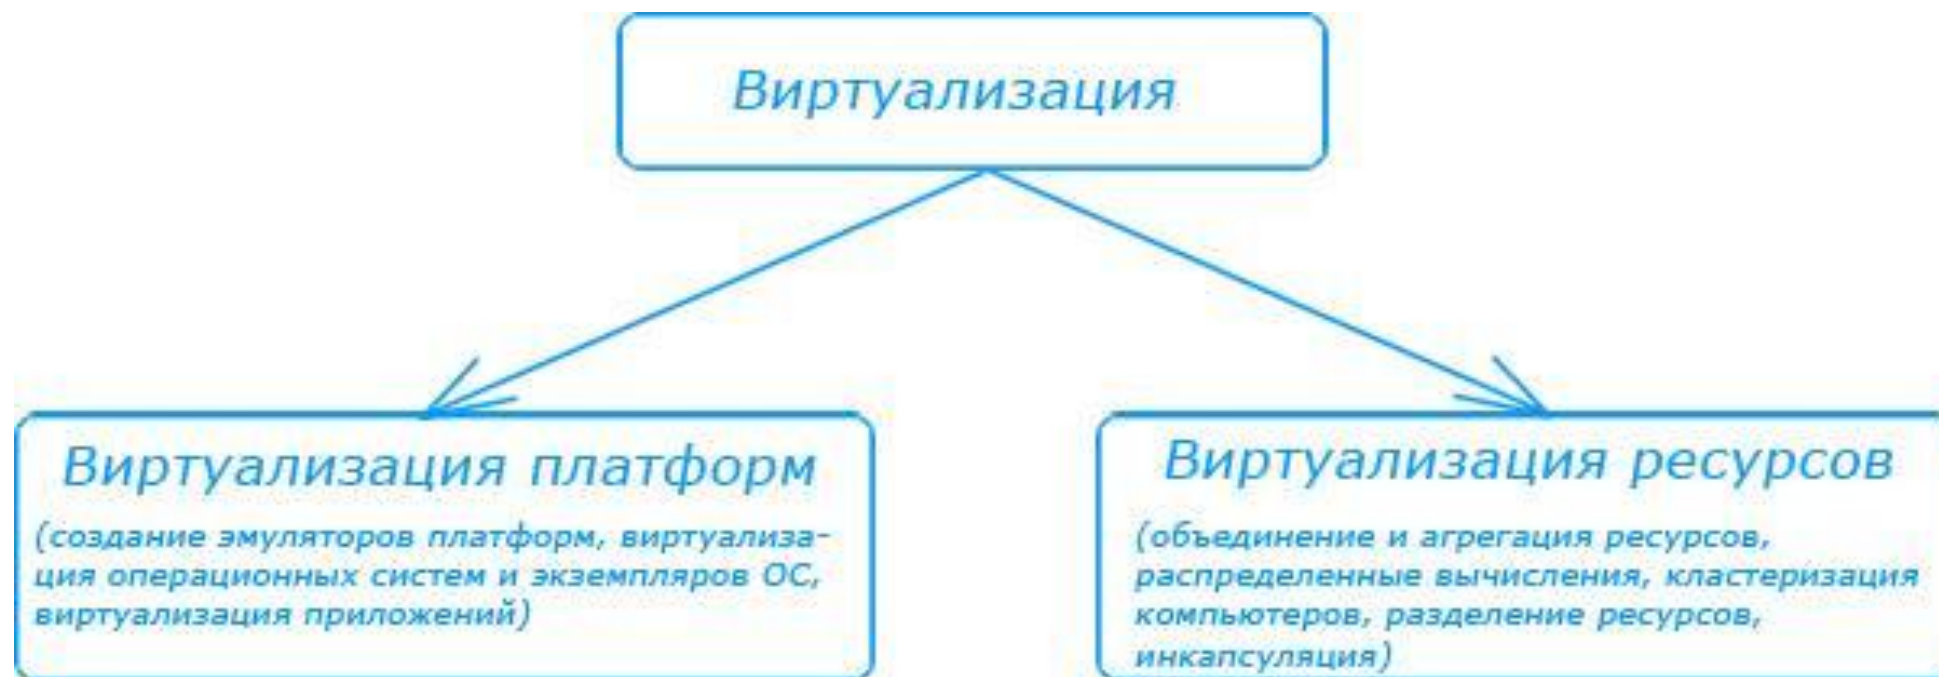 Виртуализация
Виртуализация платформ
(создание эмуляторов платформ, виртуализа-
ция операционных систем и экземпляров ОС,
виртуализация приложений)
Виртуализация ресурсов
(объединение и агрегация ресурсов,
распределенные вычисления, кластеризация
компьютеров, разделение ресурсов,
инкапсуляция)